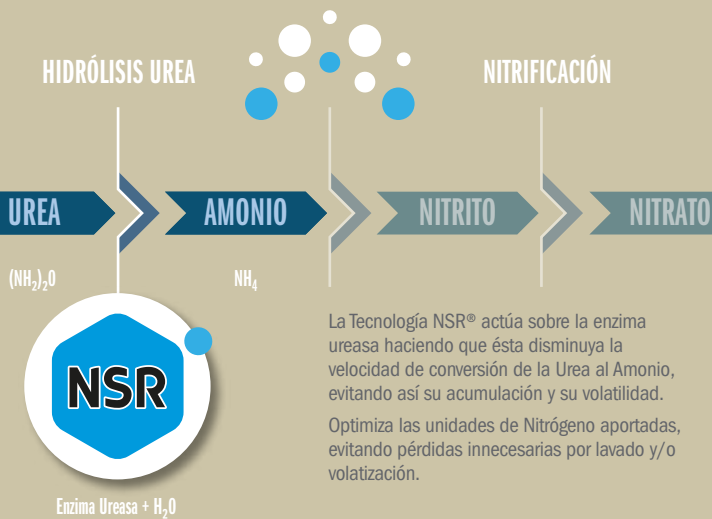 HIDRÓLISIS UREA
NITRIFICACIÓN
UREA
AMONIO
NITRITO
NITRATO
(NH₂)₂O
NH₄
NSR
La Tecnología NSR® actúa sobre la enzima
ureasa haciendo que ésta disminuya la
velocidad de conversión de la Urea al Amonio,
evitando así su acumulación y su volatilidad.
Optimiza las unidades de Nitrógeno aportadas,
evitando pérdidas innecesarias por lavado y/o
volatización.
Enzima Ureasa + H₂O